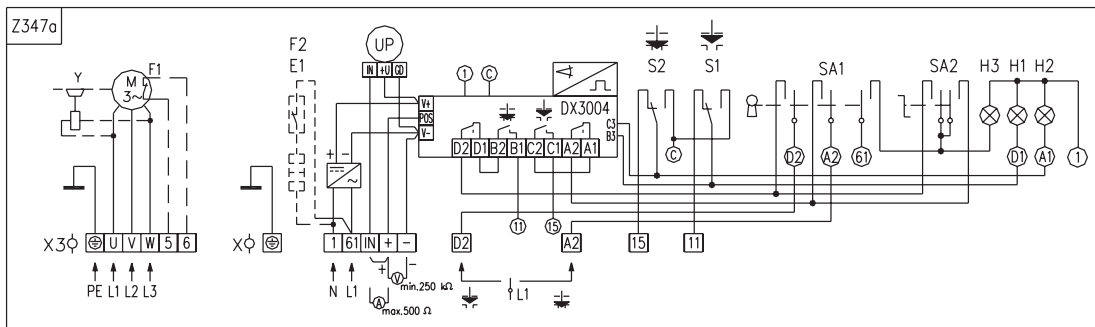 Z347a
F2
E1
UP
S2
S1
Y
F1
M
3~
IN +U GD
1
C
SA1
SA2
H3 H1 H2
V+
POS
V-
DX3004
C3
B3
C
D2 D1 B2 B1 C2 C1 A2 A1
+ −
~
D2
A2
61
D1
A1
1
11
15
X3
U V W 5 6
X
1 61 IN + −
D2
A2
15
11
PE L1 L2 L3
N L1
+ −
V
min.250 kΩ
A
max.500 Ω
L1